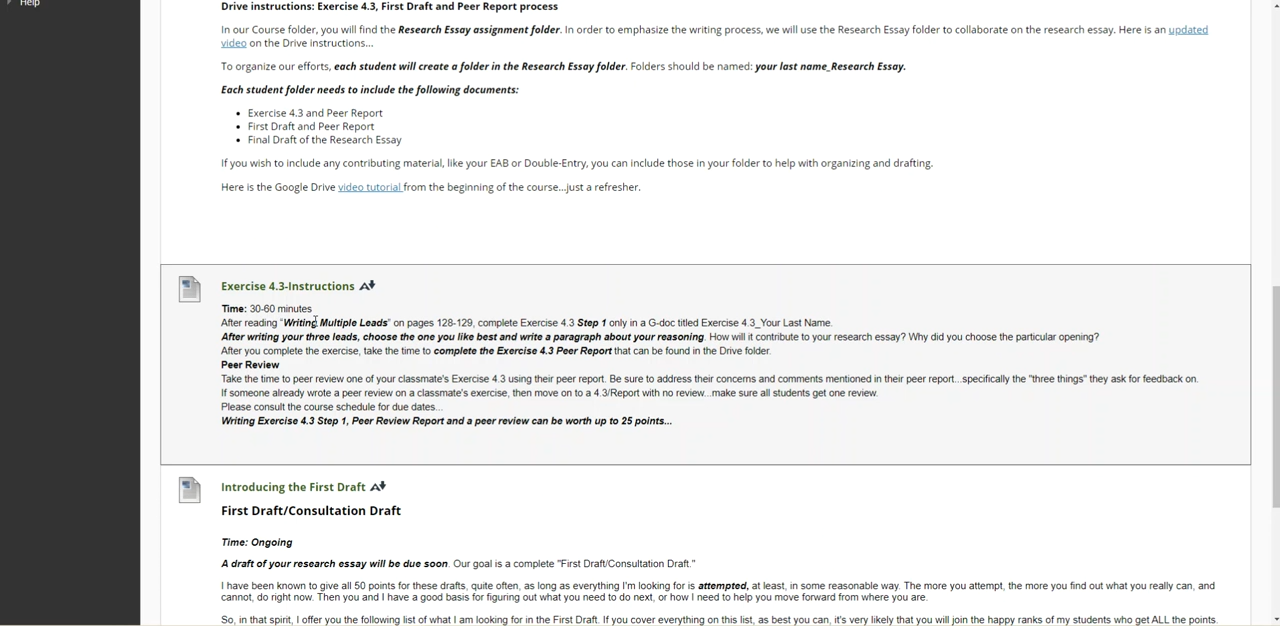 Help
Drive instructions: Exercise 4.3, First Draft and Peer Report process
In our Course folder, you will find the Research Essay assignment folder. In order to emphasize the writing process, we will use the Research Essay folder to collaborate on the research essay. Here is an updated
video on the Drive instructions...
To organize our efforts, each student will create a folder in the Research Essay folder. Folders should be named: your last name_Research Essay.
Each student folder needs to include the following documents:
• Exercise 4.3 and Peer Report
• First Draft and Peer Report
• Final Draft of the Research Essay
If you wish to include any contributing material, like your EAB or Double-Entry, you can include those in your folder to help with organizing and drafting.
Here is the Google Drive video tutorial from the beginning of the course...just a refresher.
Exercise 4.3-Instructions
Time: 30-60 minutes
After reading "Writing Multiple Leads" on pages 128-129, complete Exercise 4.3 Step 1 only in a G-doc titled Exercise 4.3_Your Last Name.
After writing your three leads, choose the one you like best and write a paragraph about your reasoning. How will it contribute to your research essay? Why did you choose the particular opening?
After you complete the exercise, take the time to complete the Exercise 4.3 Peer Report that can be found in the Drive folder.
Peer Review
Take the time to peer review one of your classmate's Exercise 4.3 using their peer report. Be sure to address their concerns and comments mentioned in their peer report...specifically the "three things" they ask for feedback on.
If someone already wrote a peer review on a classmate's exercise, then move on to a 4.3/Report with no review...make sure all students get one review.
Please consult the course schedule for due dates...
Writing Exercise 4.3 Step 1, Peer Review Report and a peer review can be worth up to 25 points...
Introducing the First Draft
First Draft/Consultation Draft
Time: Ongoing
A draft of your research essay will be due soon. Our goal is a complete "First Draft/Consultation Draft."
I have been known to give all 50 points for these drafts, quite often, as long as everything I'm looking for is attempted, at least, in some reasonable way. The more you attempt, the more you find out what you really can, and
cannot, do right now. Then you and I have a good basis for figuring out what you need to do next, or how I need to help you move forward from where you are.
So, in that spirit, I offer you the following list of what I am looking for in the First Draft. If you cover everything on this list, as best you can, it's very likely that you will join the happy ranks of my students who get ALL the points.